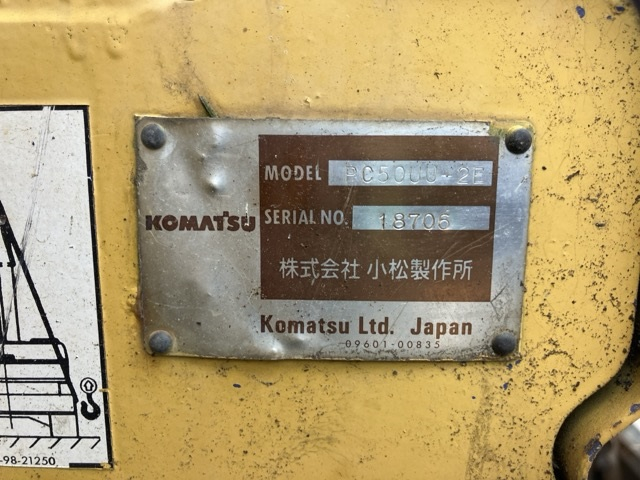 MODEL PC50UU-2E
KOMATSU SERIAL NO. 18706
株式会社 小松製作所
Komatsu Ltd. Japan
09601-00835
-98-21250